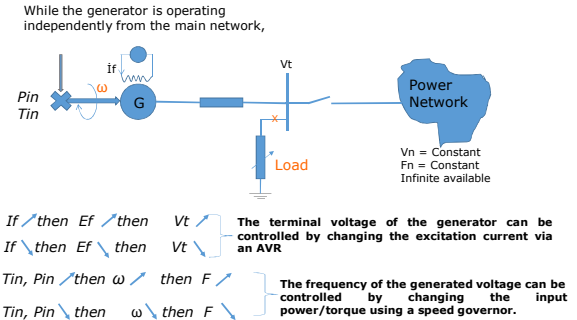 While the generator is operating
independently from the main network,
İf
Vt
ω
Pin
Tin
G
Power
Network
x
Load
Vn = Constant
Fn = Constant
Infinite available
If then Ef then Vt
If then Ef then Vt
The terminal voltage of the generator can be
controlled by changing the excitation current via
an AVR
Tin, Pin then ω then F
Tin, Pin then ω then F
The frequency of the generated voltage can be
controlled by changing the input
power/torque using a speed governor.